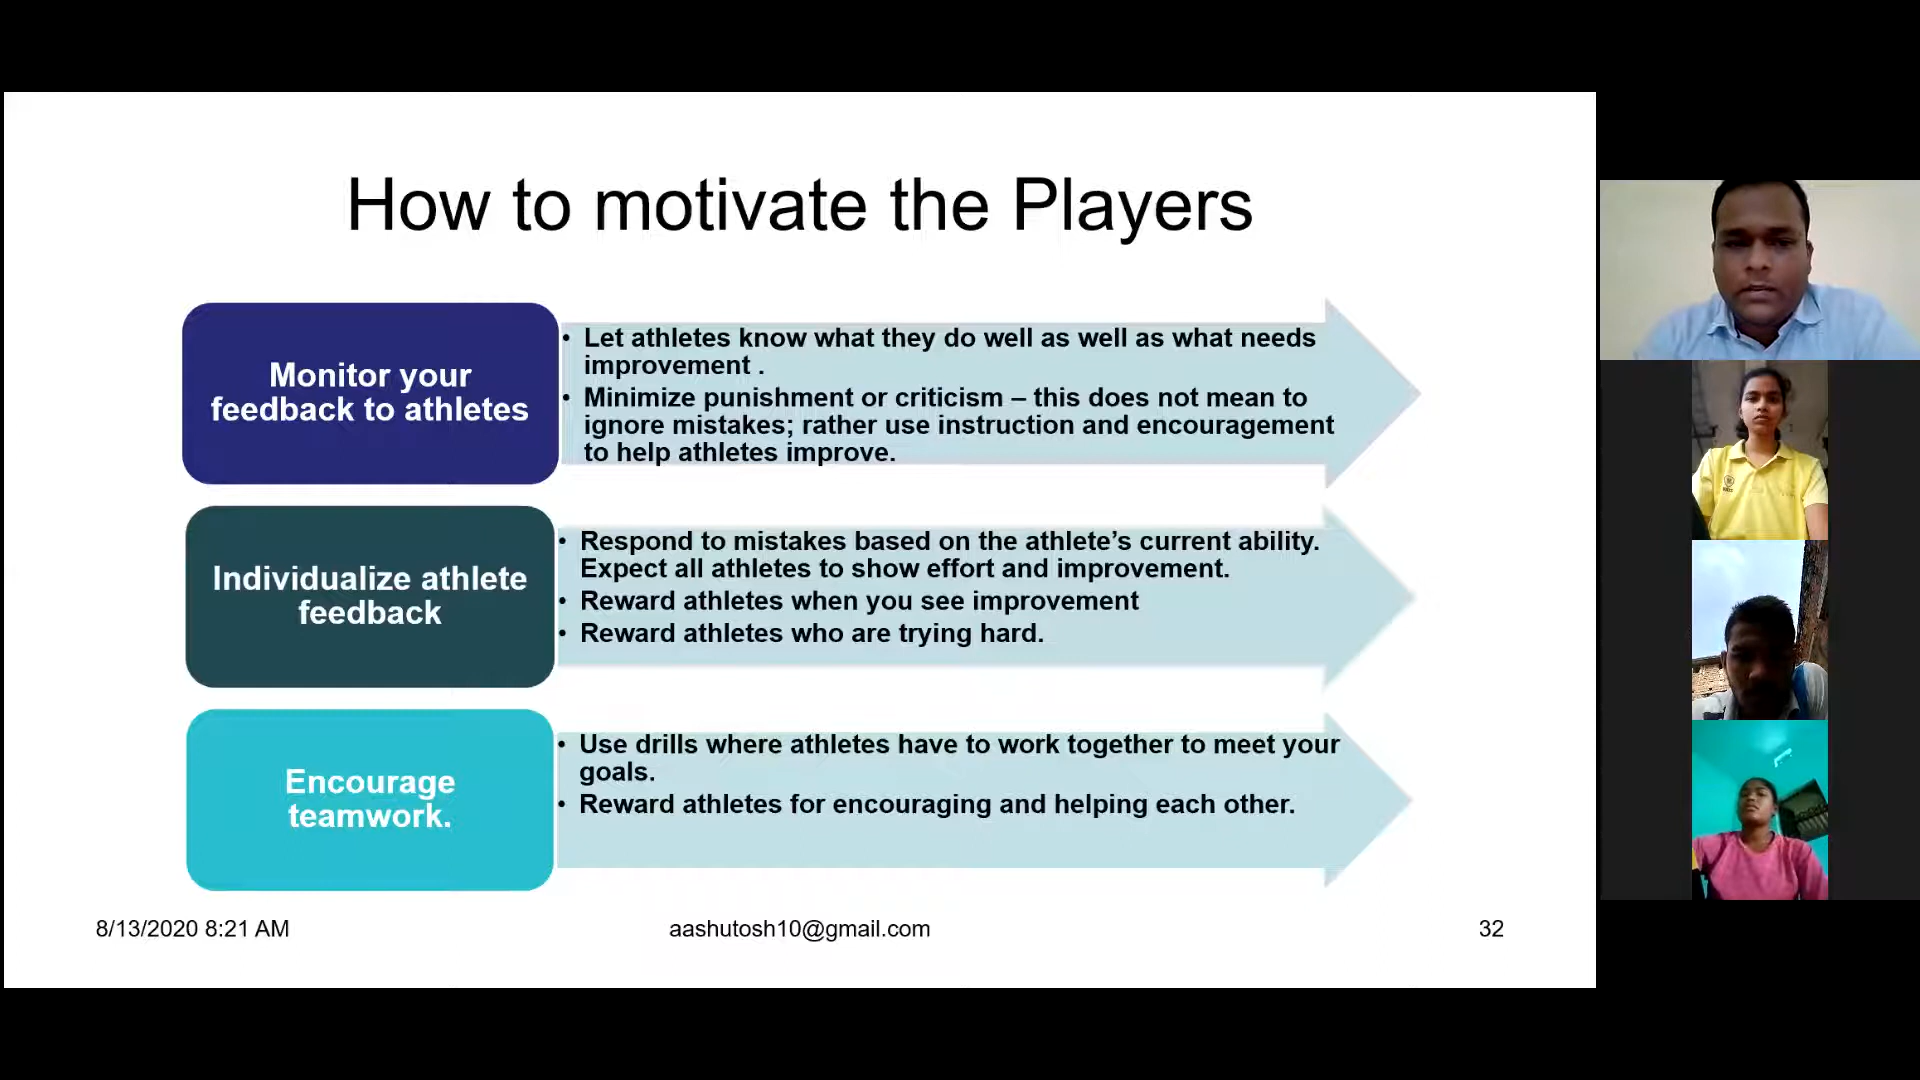 How to motivate the Players
Monitor your
feedback to athletes
• Let athletes know what they do well as well as what needs
improvement .
• Minimize punishment or criticism – this does not mean to
ignore mistakes; rather use instruction and encouragement
to help athletes improve.
Individualize athlete
feedback
• Respond to mistakes based on the athlete’s current ability.
Expect all athletes to show effort and improvement.
• Reward athletes when you see improvement
• Reward athletes who are trying hard.
Encourage
teamwork.
• Use drills where athletes have to work together to meet your
goals.
• Reward athletes for encouraging and helping each other.
8/13/2020 8:21 AM
aashutosh10@gmail.com
32